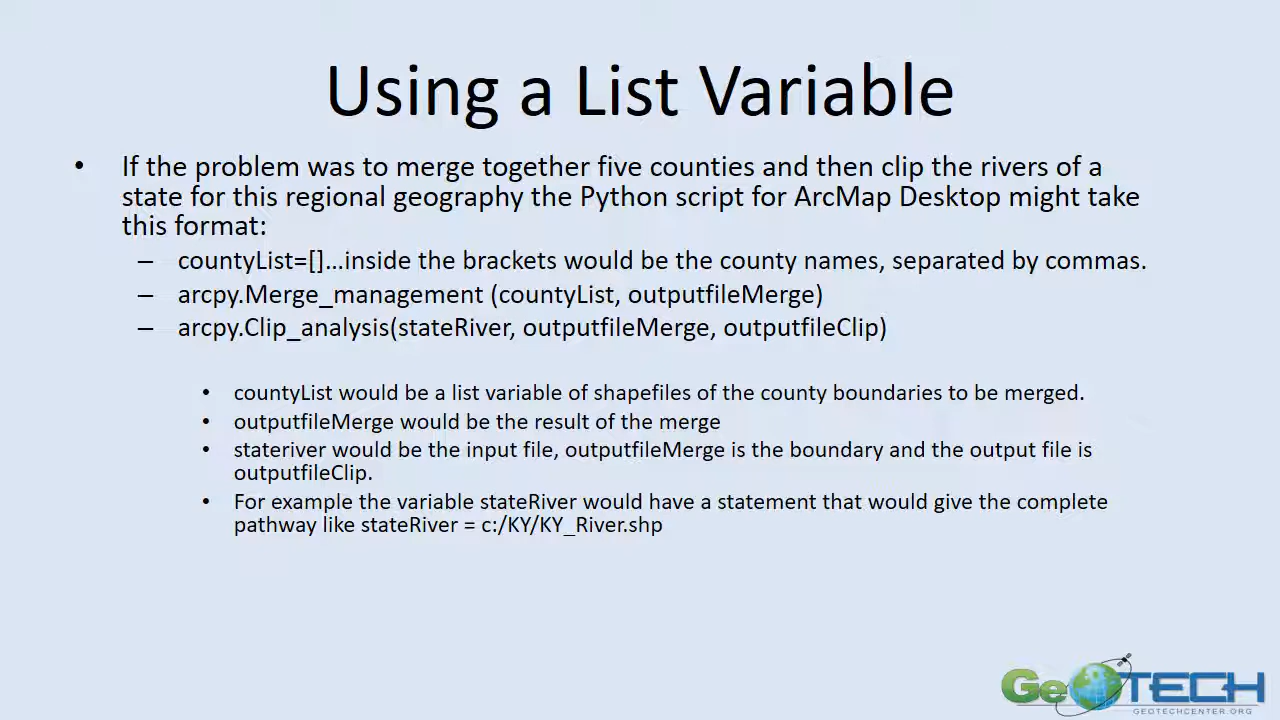 Using a List Variable
• If the problem was to merge together five counties and then clip the rivers of a
state for this regional geography the Python script for ArcMap Desktop might take
this format:
– countyList=[]…inside the brackets would be the county names, separated by commas.
– arcpy.Merge_management (countyList, outputfileMerge)
– arcpy.Clip_analysis(stateRiver, outputfileMerge, outputfileClip)
• countyList would be a list variable of shapefiles of the county boundaries to be merged.
• outputfileMerge would be the result of the merge
• stateriver would be the input file, outputfileMerge is the boundary and the output file is
outputfileClip.
• For example the variable stateRiver would have a statement that would give the complete
pathway like stateRiver = c:/KY/KY_River.shp
GeoTECH
GEOTECHCENTER.ORG